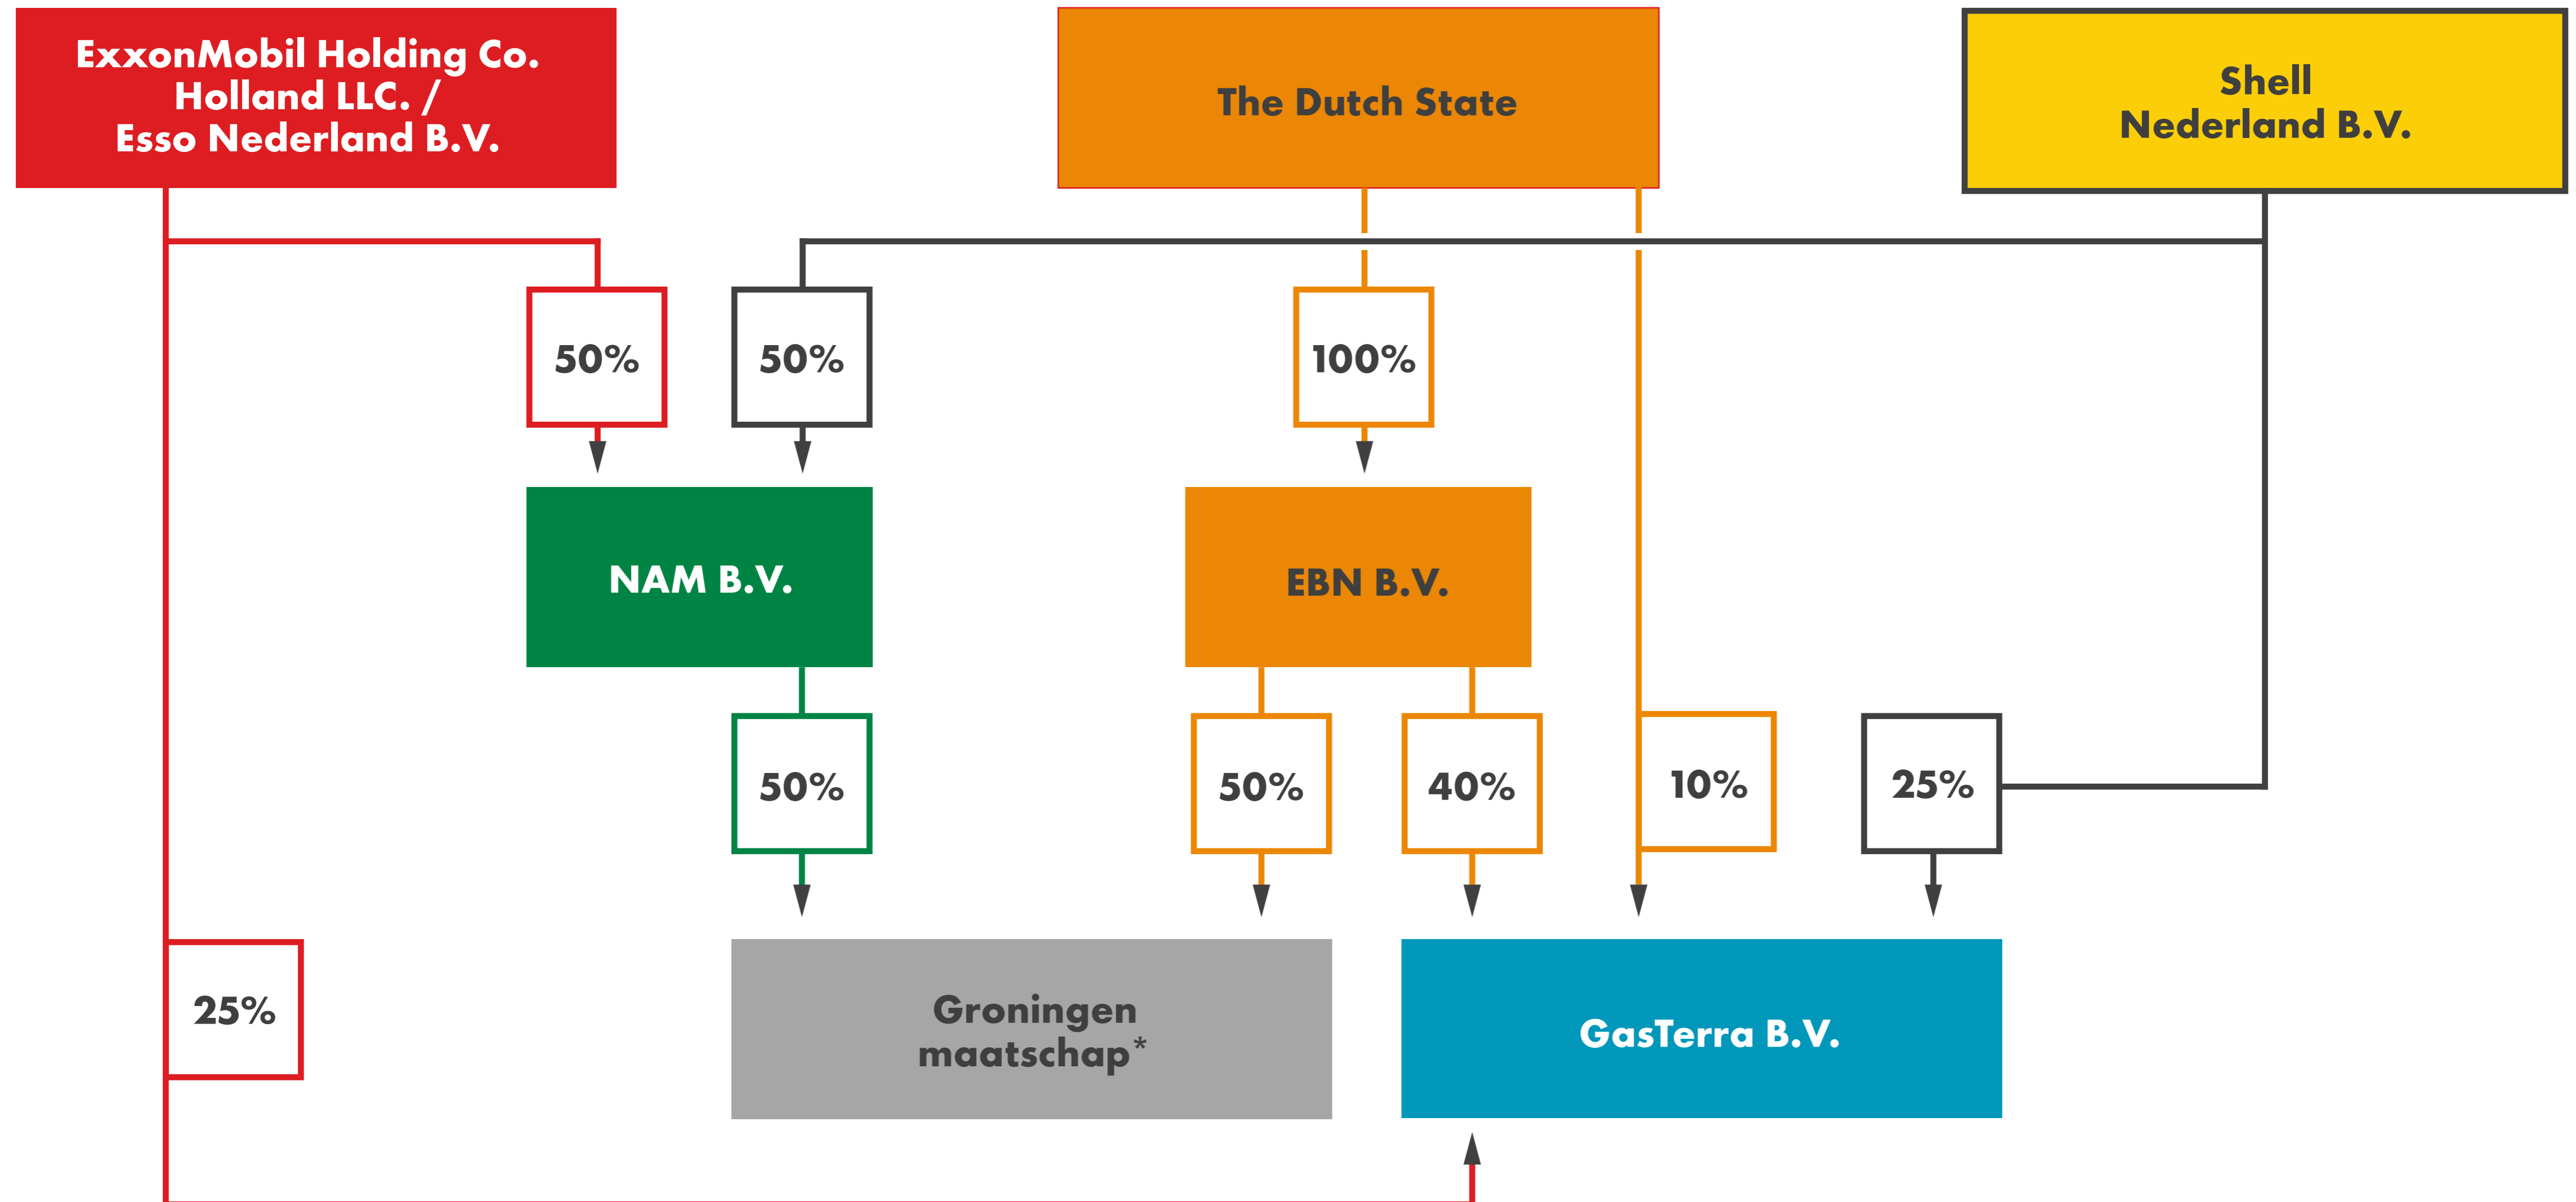 ExxonMobil Holding Co.
Holland LLC. /
Esso Nederland B.V.
The Dutch State
Shell
Nederland B.V.
50%
50%
100%
NAM B.V.
EBN B.V.
50%
50%
40%
10%
25%
25%
Groningen
maatschap*
GasTerra B.V.